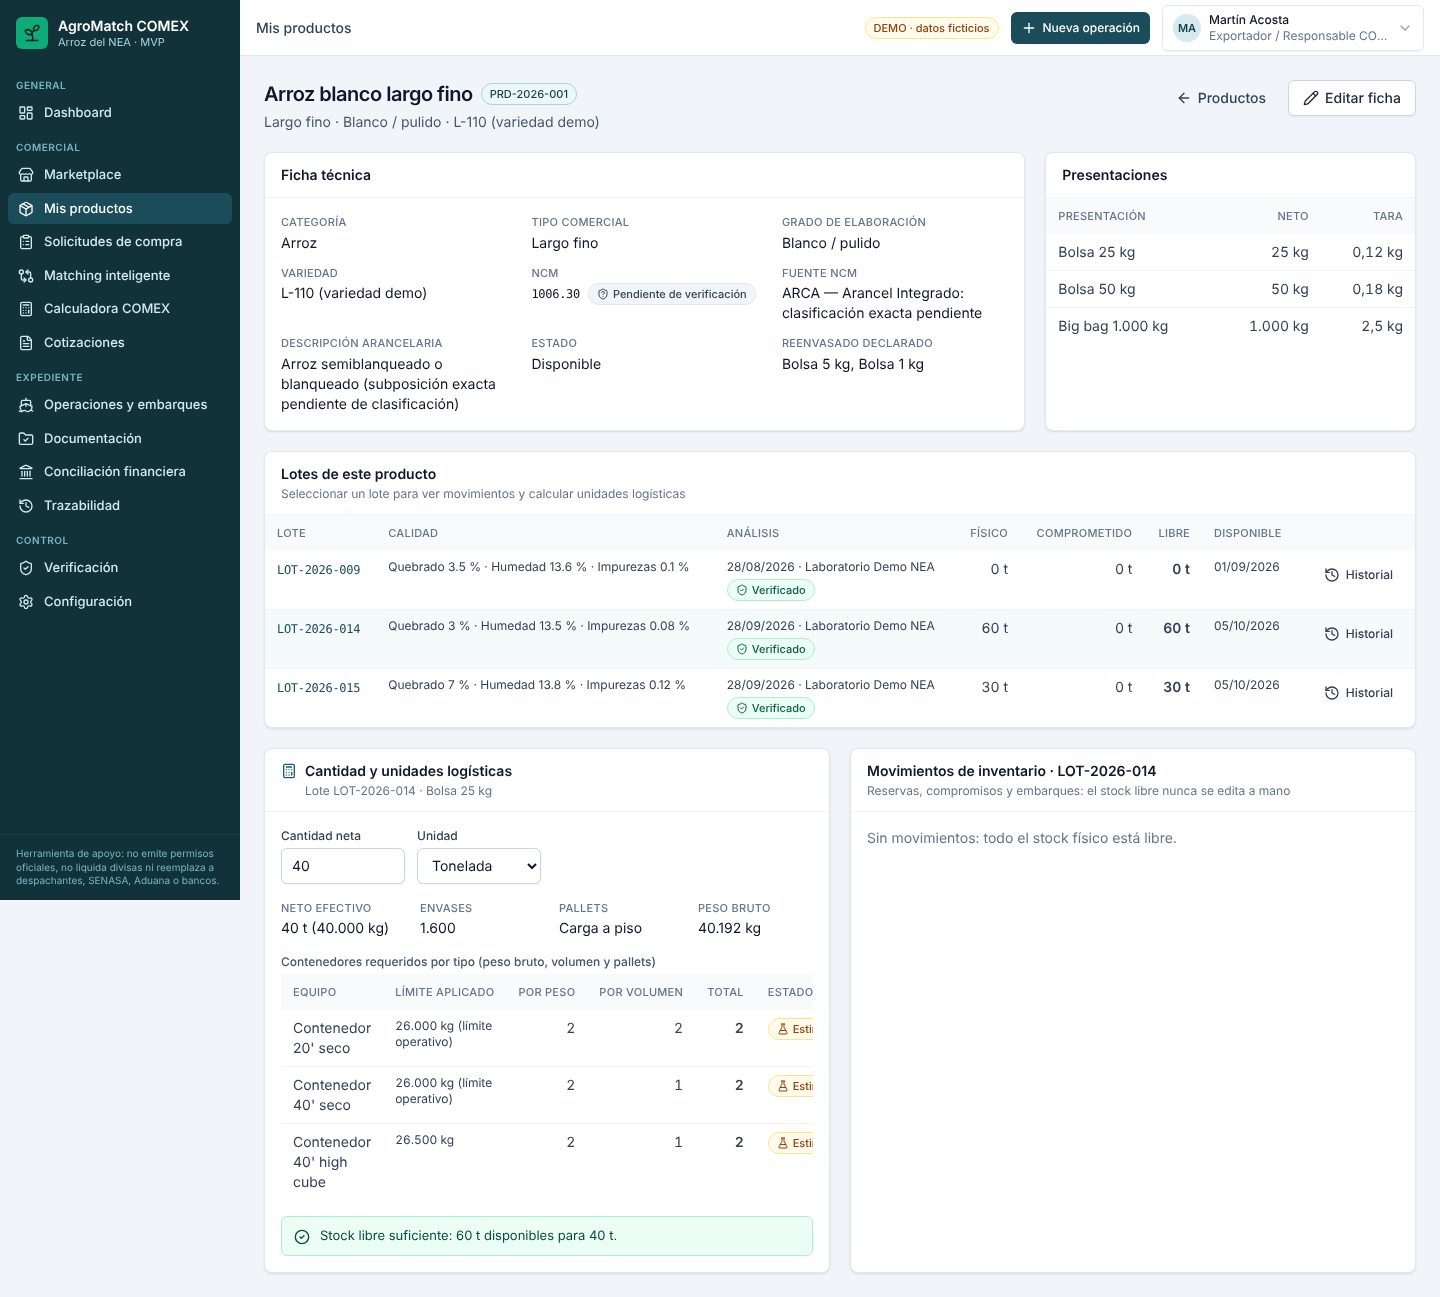 AgroMatch COMEX
Arroz del NEA · MVP
GENERAL
Dashboard
COMERCIAL
Marketplace
Mis productos
Solicitudes de compra
Matching inteligente
Calculadora COMEX
Cotizaciones
EXPEDIENTE
Operaciones y embarques
Documentación
Conciliación financiera
Trazabilidad
CONTROL
Verificación
Configuración
Herramienta de apoyo: no emite permisos
oficiales, no liquida divisas ni reemplaza a
despachantes, SENASA, Aduana o bancos.
Mis productos
DEMO · datos ficticios
Nueva operación
MA
Martín Acosta
Exportador / Responsable CO...
Arroz blanco largo fino PRD-2026-001
Largo fino · Blanco / pulido · L-110 (variedad demo)
Productos
Editar ficha
Ficha técnica
CATEGORÍA TIPO COMERCIAL GRADO DE ELABORACIÓN
Arroz Largo fino Blanco / pulido
VARIEDAD NCM FUENTE NCM
L-110 (variedad demo) 1006.30 Pendiente de verificación ARCA — Arancel Integrado:
clasificación exacta pendiente
DESCRIPCIÓN ARANCELARIA ESTADO REENVASADO DECLARADO
Arroz semiblanqueado o Disponible Bolsa 5 kg, Bolsa 1 kg
blanqueado (subposición exacta
pendiente de clasificación)
Presentaciones
PRESENTACIÓN NETO TARA
Bolsa 25 kg 25 kg 0,12 kg
Bolsa 50 kg 50 kg 0,18 kg
Big bag 1.000 kg 1.000 kg 2,5 kg
Lotes de este producto
Seleccionar un lote para ver movimientos y calcular unidades logísticas
LOTE CALIDAD ANÁLISIS FÍSICO COMPROMETIDO LIBRE DISPONIBLE
LOT-2026-009 Quebrado 3.5 % · Humedad 13.6 % · Impurezas 0.1 % 28/08/2026 · Laboratorio Demo NEA 0 t 0 t 0 t 01/09/2026 Historial
Verificado
LOT-2026-014 Quebrado 3 % · Humedad 13.5 % · Impurezas 0.08 % 28/09/2026 · Laboratorio Demo NEA 60 t 0 t 60 t 05/10/2026 Historial
Verificado
LOT-2026-015 Quebrado 7 % · Humedad 13.8 % · Impurezas 0.12 % 28/09/2026 · Laboratorio Demo NEA 30 t 0 t 30 t 05/10/2026 Historial
Verificado
Cantidad y unidades logísticas
Lote LOT-2026-014 · Bolsa 25 kg
Cantidad neta Unidad
40 Tonelada
NETO EFECTIVO ENVASES PALLETS PESO BRUTO
40 t (40.000 kg) 1.600 Carga a piso 40.192 kg
Contenedores requeridos por tipo (peso bruto, volumen y pallets)
EQUIPO LÍMITE APLICADO POR PESO POR VOLUMEN TOTAL ESTADO
Contenedor 26.000 kg (límite 2 2 2 Esti
20' seco operativo)
Contenedor 26.000 kg (límite 2 1 2 Esti
40' seco operativo)
Contenedor 26.500 kg 2 1 2 Esti
40' high
cube
Stock libre suficiente: 60 t disponibles para 40 t.
Movimientos de inventario · LOT-2026-014
Reservas, compromisos y embarques: el stock libre nunca se edita a mano
Sin movimientos: todo el stock físico está libre.